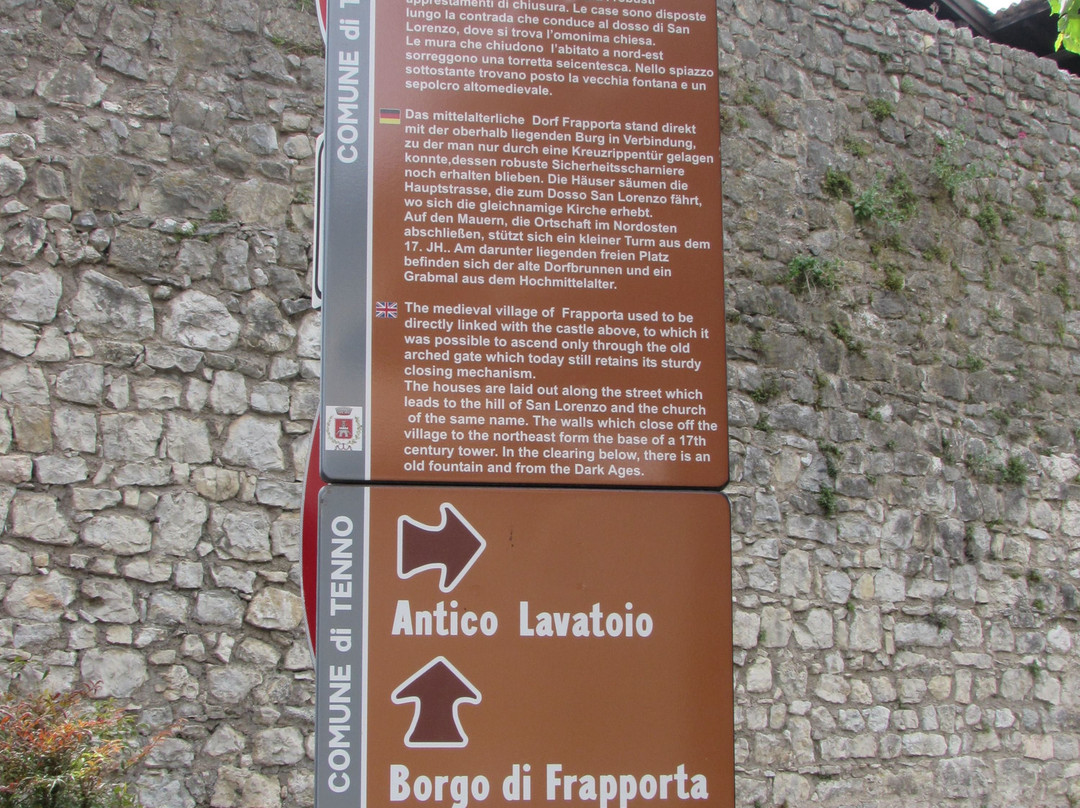 COMUNE di T
apprestamenti di chiusura. Le case sono disposte
lungo la contrada che conduce al dosso di San
Lorenzo, dove si trova l'omonima chiesa.
Le mura che chiudono l'abitato a nord-est
sorreggono una torretta seicentesca. Nello spiazzo
sottostante trovano posto la vecchia fontana e un
sepolcro altomedievale.
Das mittelalterliche Dorf Frapporta stand direkt
mit der oberhalb liegenden Burg in Verbindung,
zu der man nur durch eine Kreuzrippentür gelagen
konnte,dessen robuste Sicherheitsscharniere
noch erhalten blieben. Die Häuser säumen die
Hauptstrasse, die zum Dosso San Lorenzo fährt,
wo sich die gleichnamige Kirche erhebt.
Auf den Mauern, die Ortschaft im Nordosten
abschließen, stützt sich ein kleiner Turm aus dem
17. JH.. Am darunter liegenden freien Platz
befinden sich der alte Dorfbrunnen und ein
Grabmal aus dem Hochmittelalter.
The medieval village of Frapporta used to be
directly linked with the castle above, to which it
was possible to ascend only through the old
arched gate which today still retains its sturdy
closing mechanism.
The houses are laid out along the street which
leads to the hill of San Lorenzo and the church
of the same name. The walls which close off the
village to the northeast form the base of a 17th
century tower. In the clearing below, there is an
old fountain and from the Dark Ages.
COMUNE di TENNO
Antico Lavatoio
Borgo di Frapporta